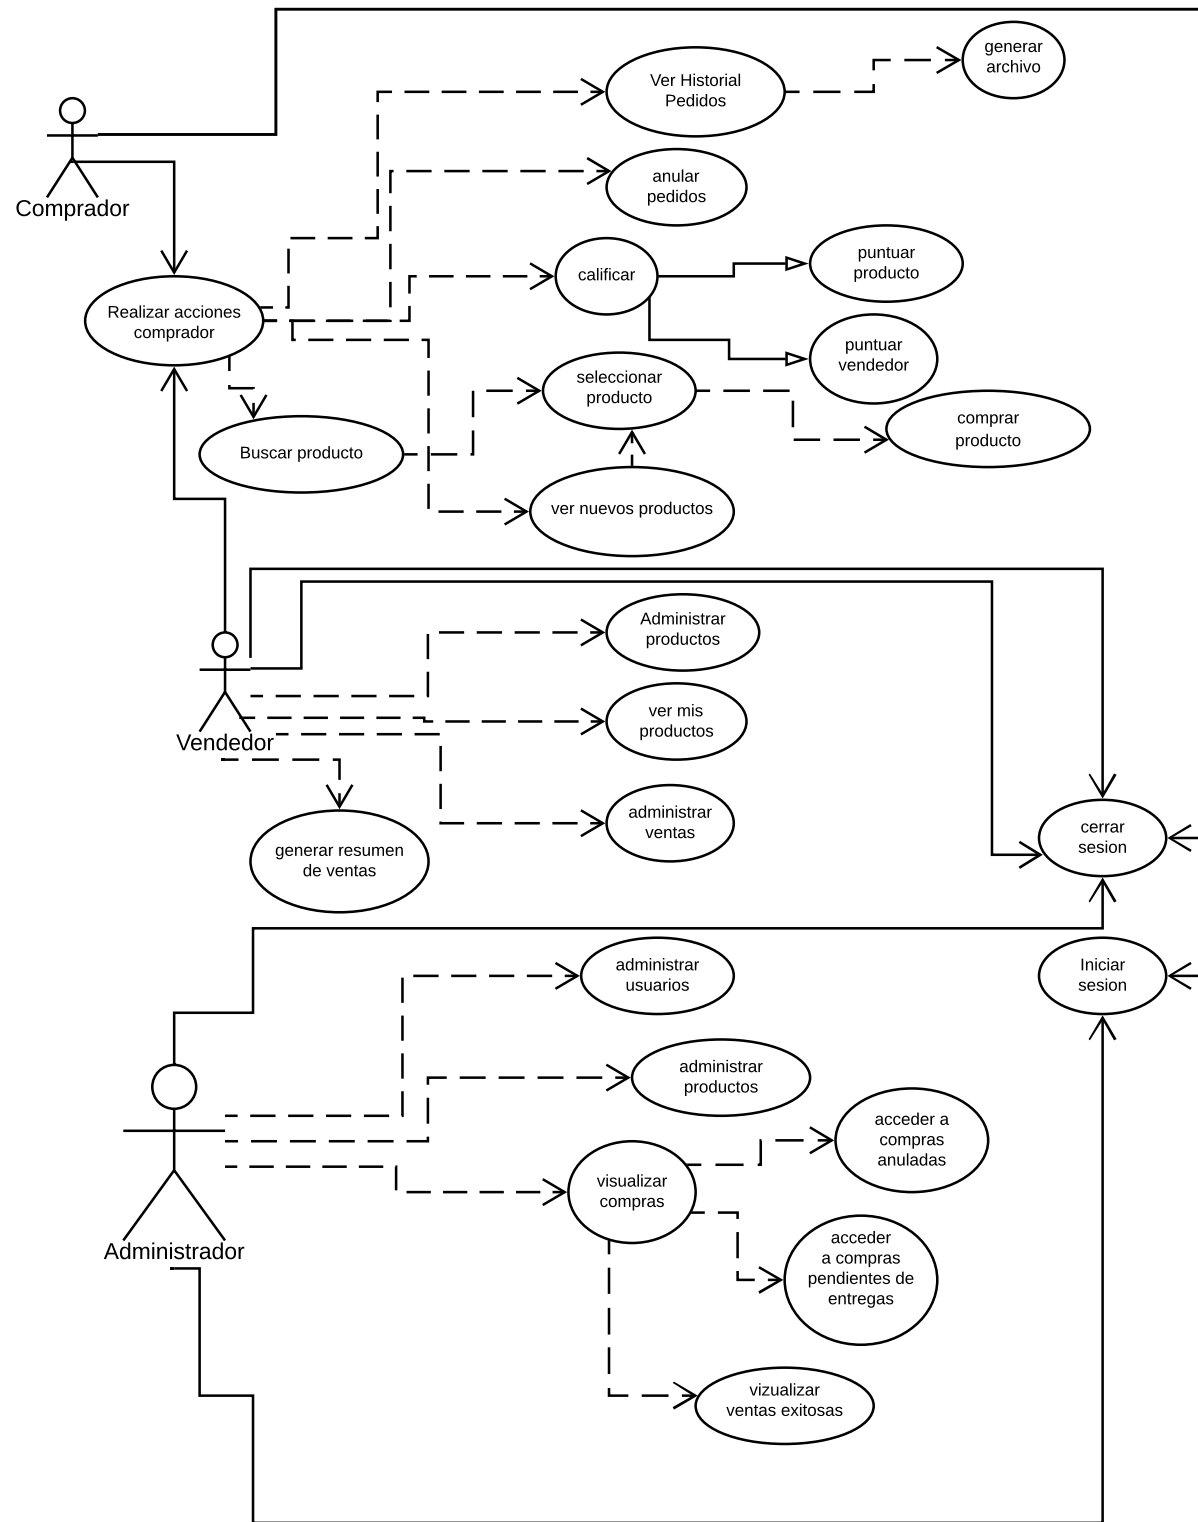 generar
archivo
Ver Historial
Pedidos
anular
pedidos
Comprador
calificar
puntuar
producto
Realizar acciones
comprador
puntuar
vendedor
seleccionar
producto
comprar
producto
Buscar producto
ver nuevos productos
Administrar
productos
ver mis
productos
Vendedor
administrar
ventas
cerrar
sesion
generar resumen
de ventas
administrar
usuarios
Iniciar
sesion
administrar
productos
acceder a
compras
anuladas
visualizar
compras
Administrador
acceder
a compras
pendientes de
entregas
vizualizar
ventas exitosas